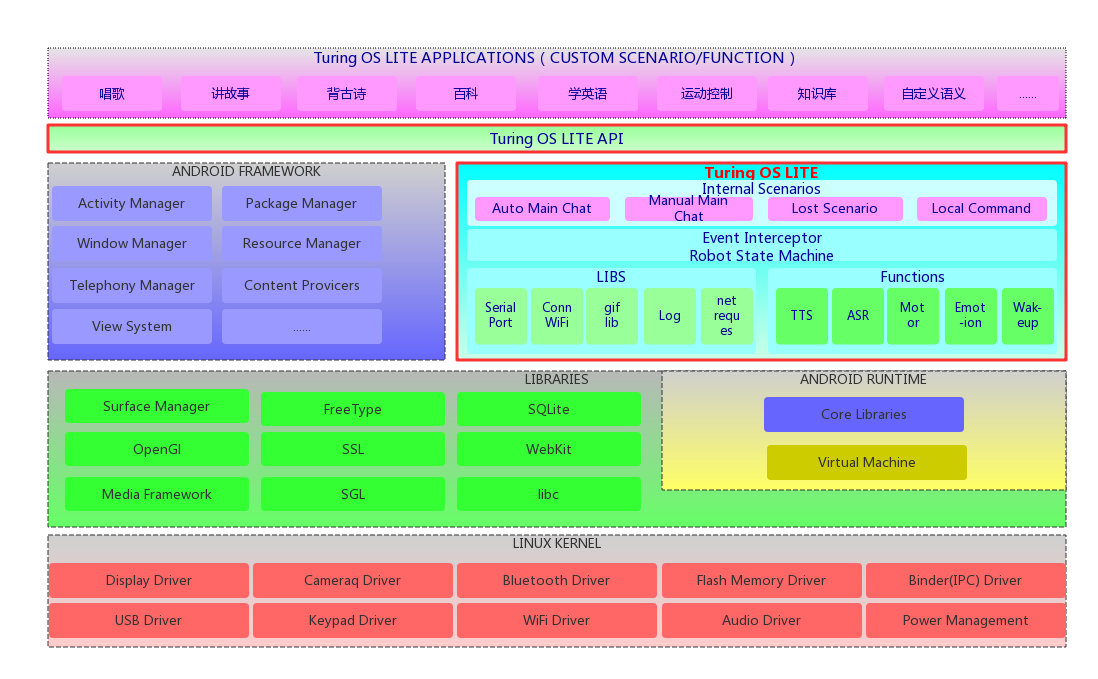 Turing OS LITE APPLICATIONS ( CUSTOM SCENARIO/FUNCTION )
唱歌
讲故事
背古诗
百科
学英语
运动控制
知识库
自定义语义
......
Turing OS LITE API
ANDROID FRAMEWORK
Activity Manager
Package Manager
Window Manager
Resource Manager
Telephony Manager
Content Provicers
View System
......
Turing OS LITE
Internal Scenarios
Auto Main Chat
Manual Main
Chat
Lost Scenario
Local Command
Event Interceptor
Robot State Machine
LIBS
Serial
Port
Conn
WiFi
gif
lib
Log
net
requ
es
Functions
TTS
ASR
Mot
or
Emot
-ion
Wak-
eup
LIBRARIES
Surface Manager
FreeType
SQLite
OpenGl
SSL
WebKit
Media Framework
SGL
libc
ANDROID RUNTIME
Core Libraries
Virtual Machine
LINUX KERNEL
Display Driver
Cameraq Driver
Bluetooth Driver
Flash Memory Driver
Binder(IPC) Driver
USB Driver
Keypad Driver
WiFi Driver
Audio Driver
Power Management